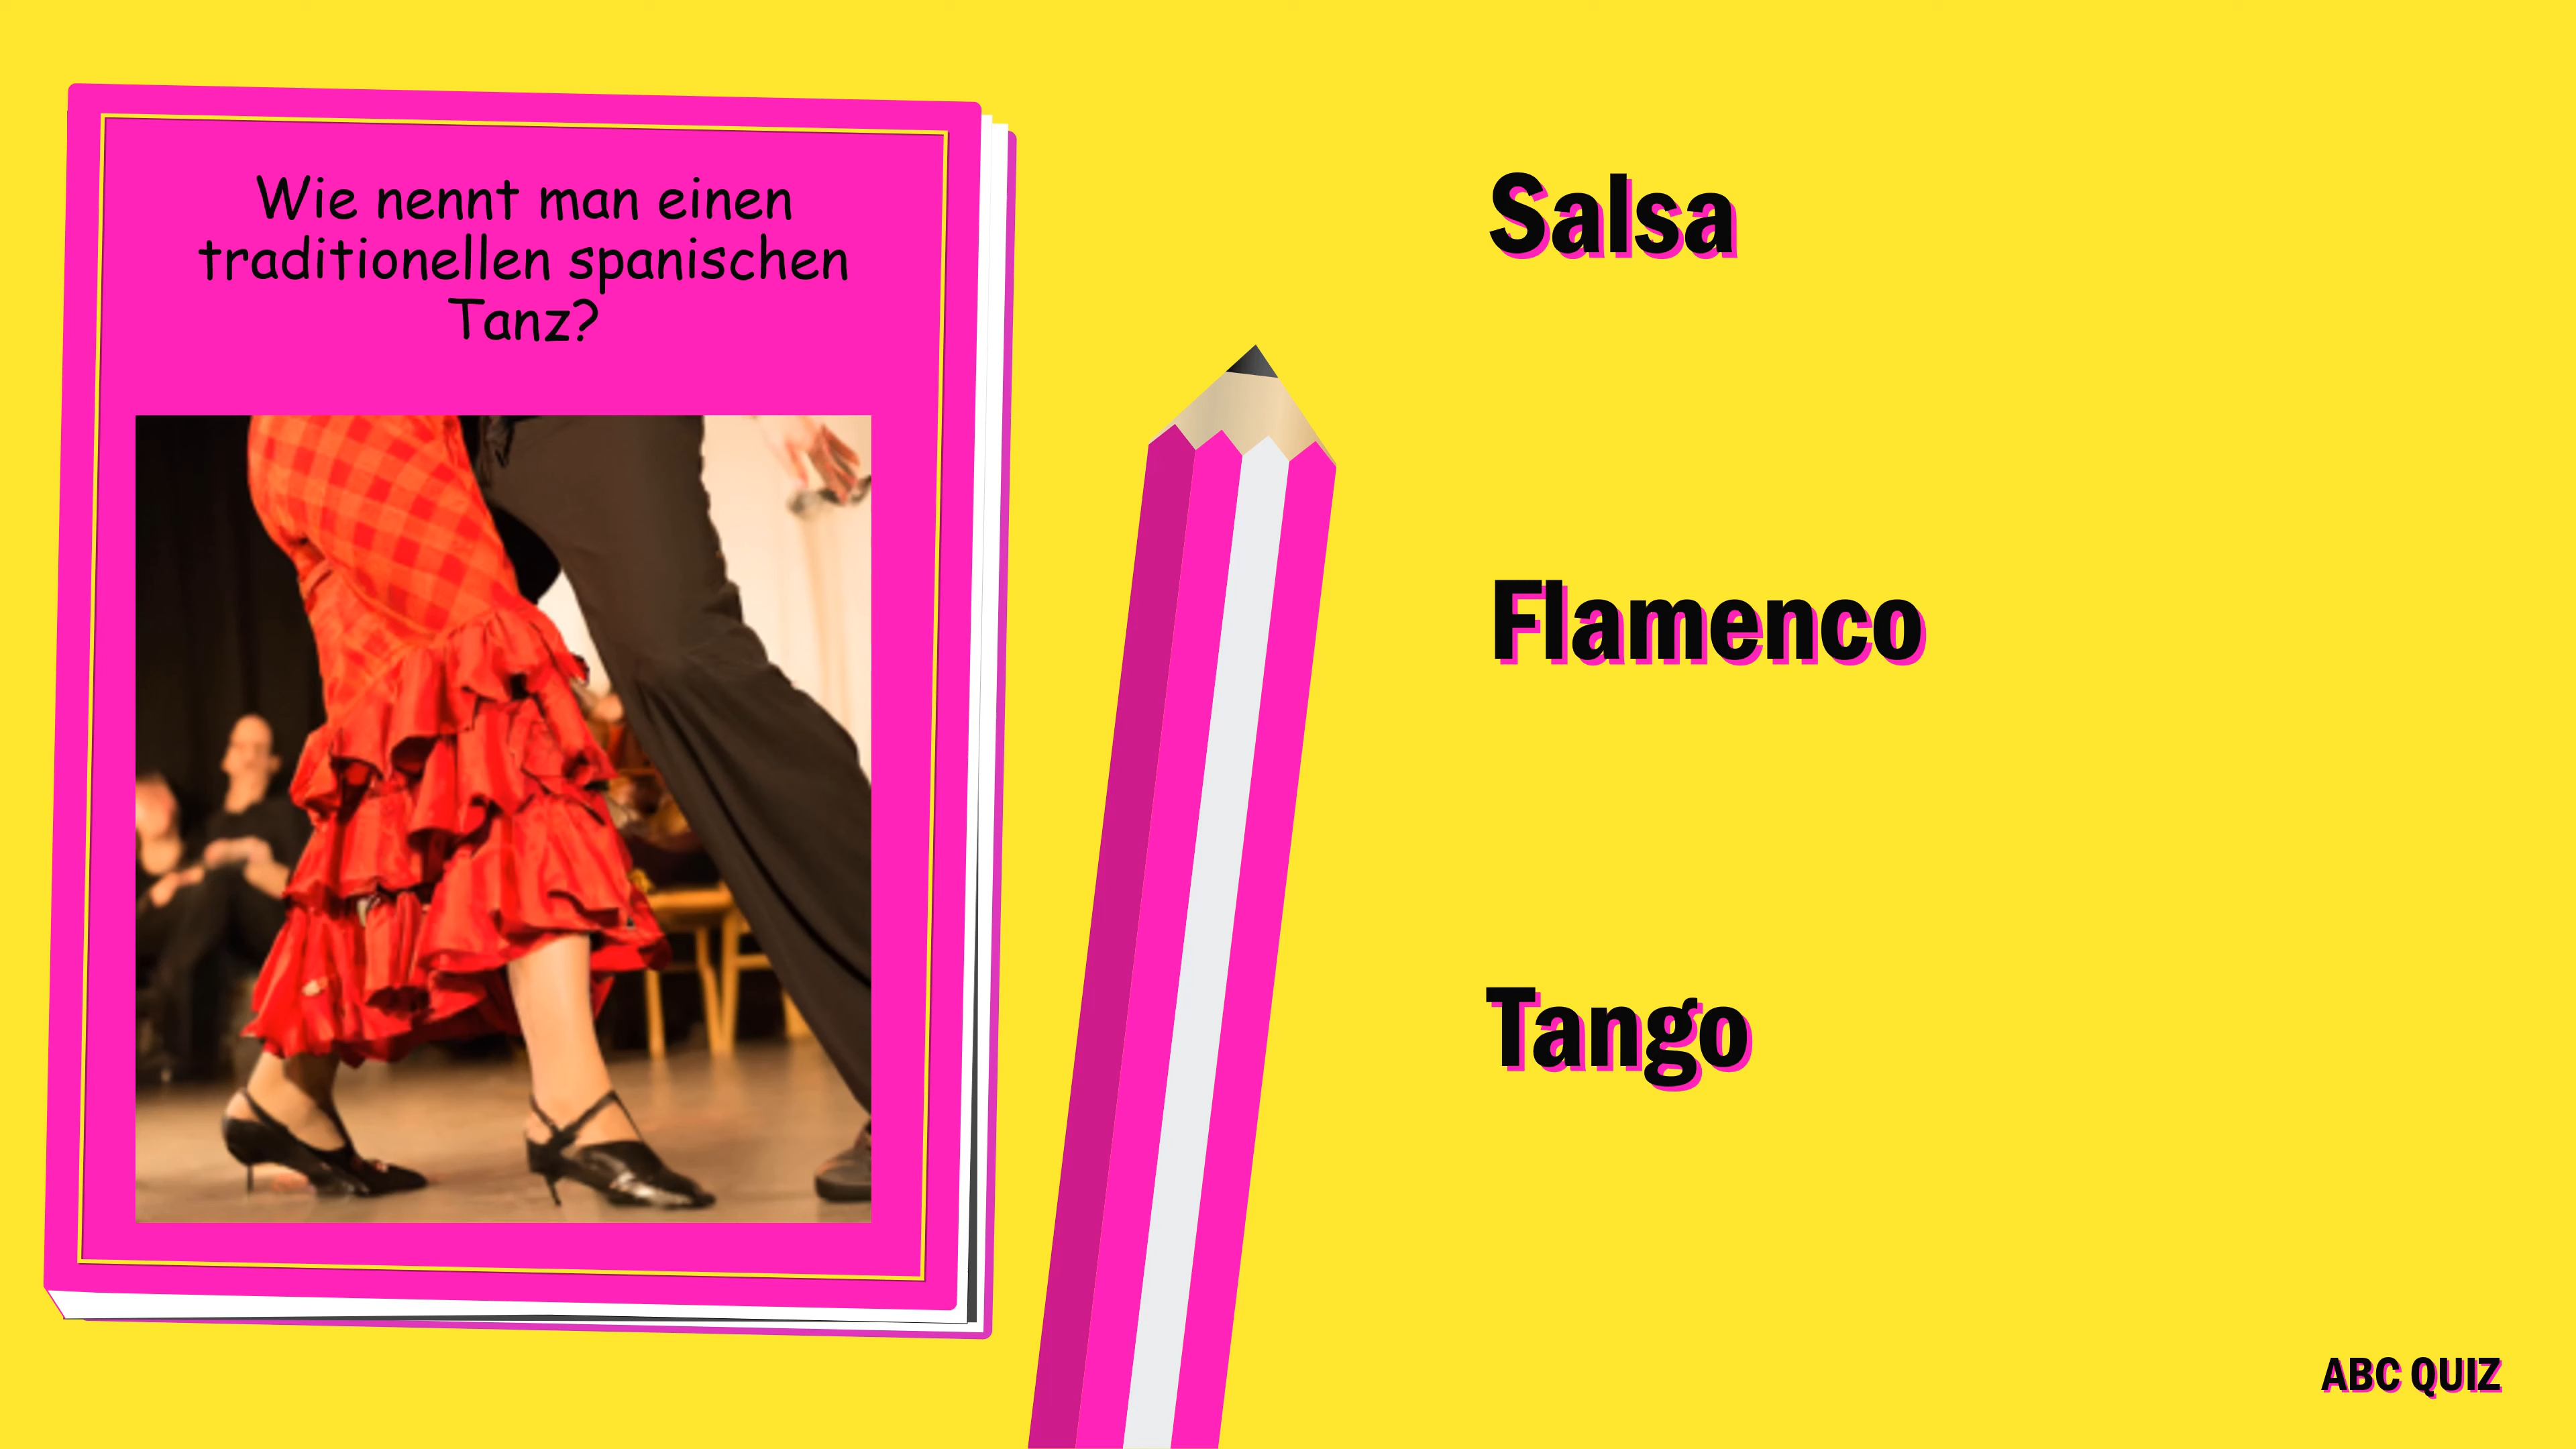 Wie nennt man einen
traditionellen spanischen
Tanz?
Salsa
Flamenco
Tango
ABC QUIZ